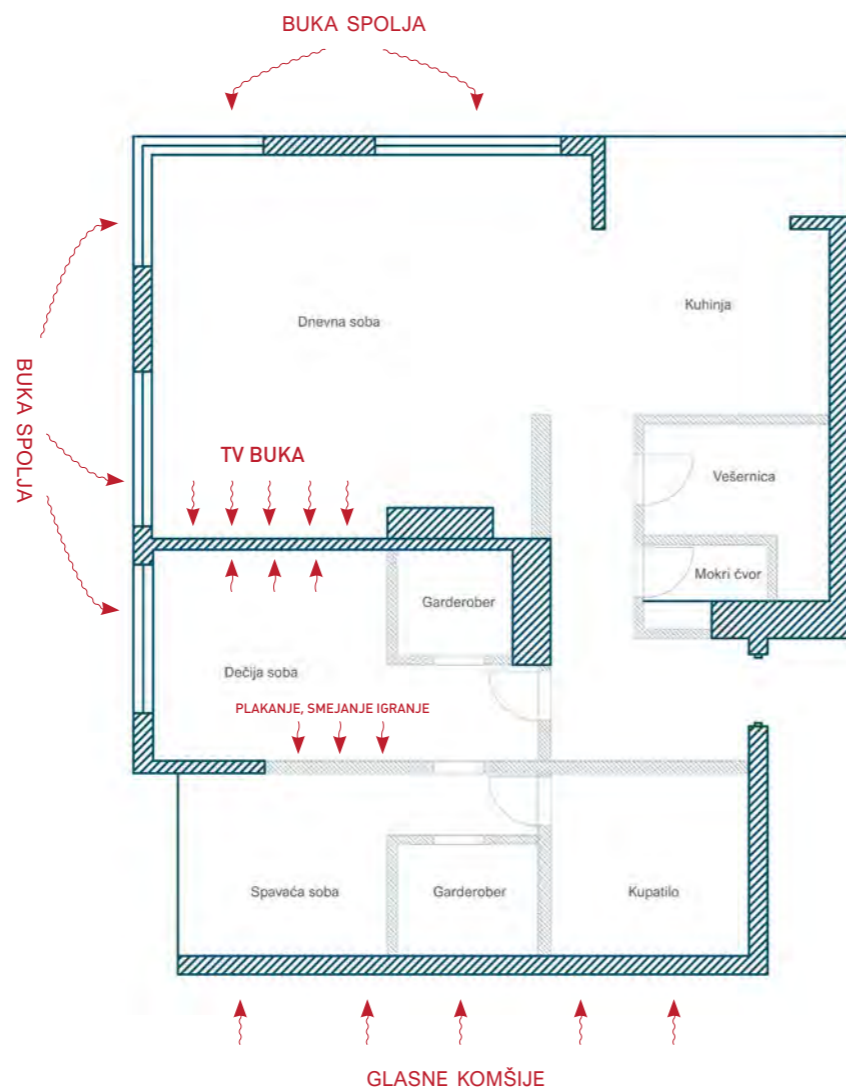 BUKA SPOLJA
Dnevna soba
Kuhinja
BUKA SPOLJA
TV BUKA
Vešernica
Mokri ćvor
Garderober
Dečija soba
PLAKANJE, SMEJANJE IGRANJE
Spavaća soba
Garderober
Kupatilo
GLASNE KOMŠIJE